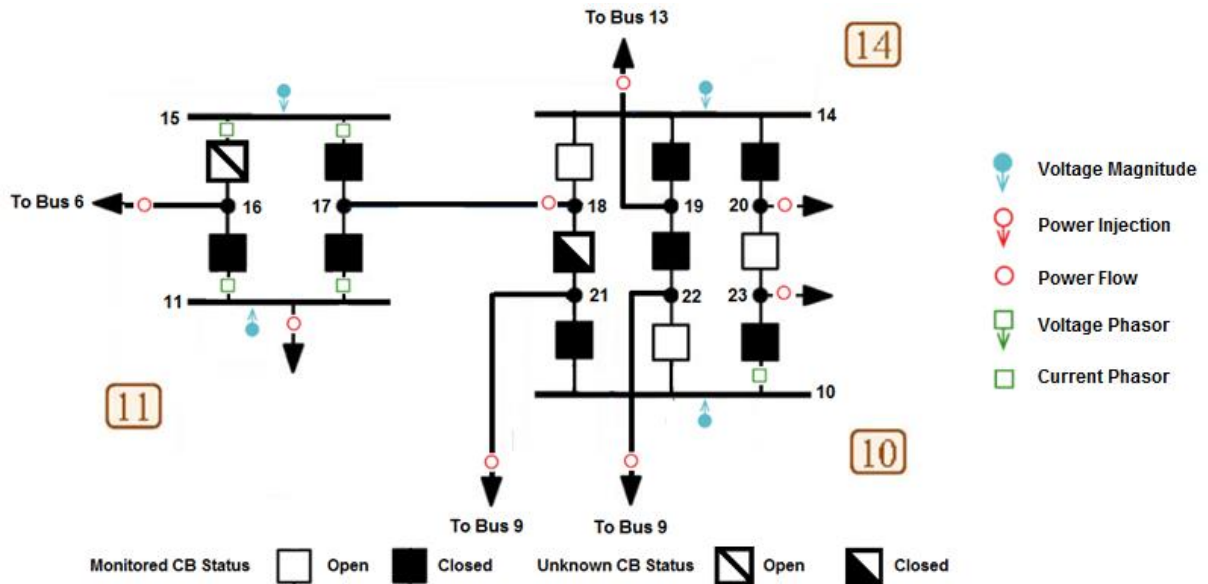 To Bus 13
14
15
14
Voltage Magnitude
To Bus 6
16
17
18
19
20
Power Injection
Power Flow
11
21
22
23
Voltage Phasor
Current Phasor
10
11
10
To Bus 9
To Bus 9
Monitored CB Status
Open
Closed
Unknown CB Status
Open
Closed